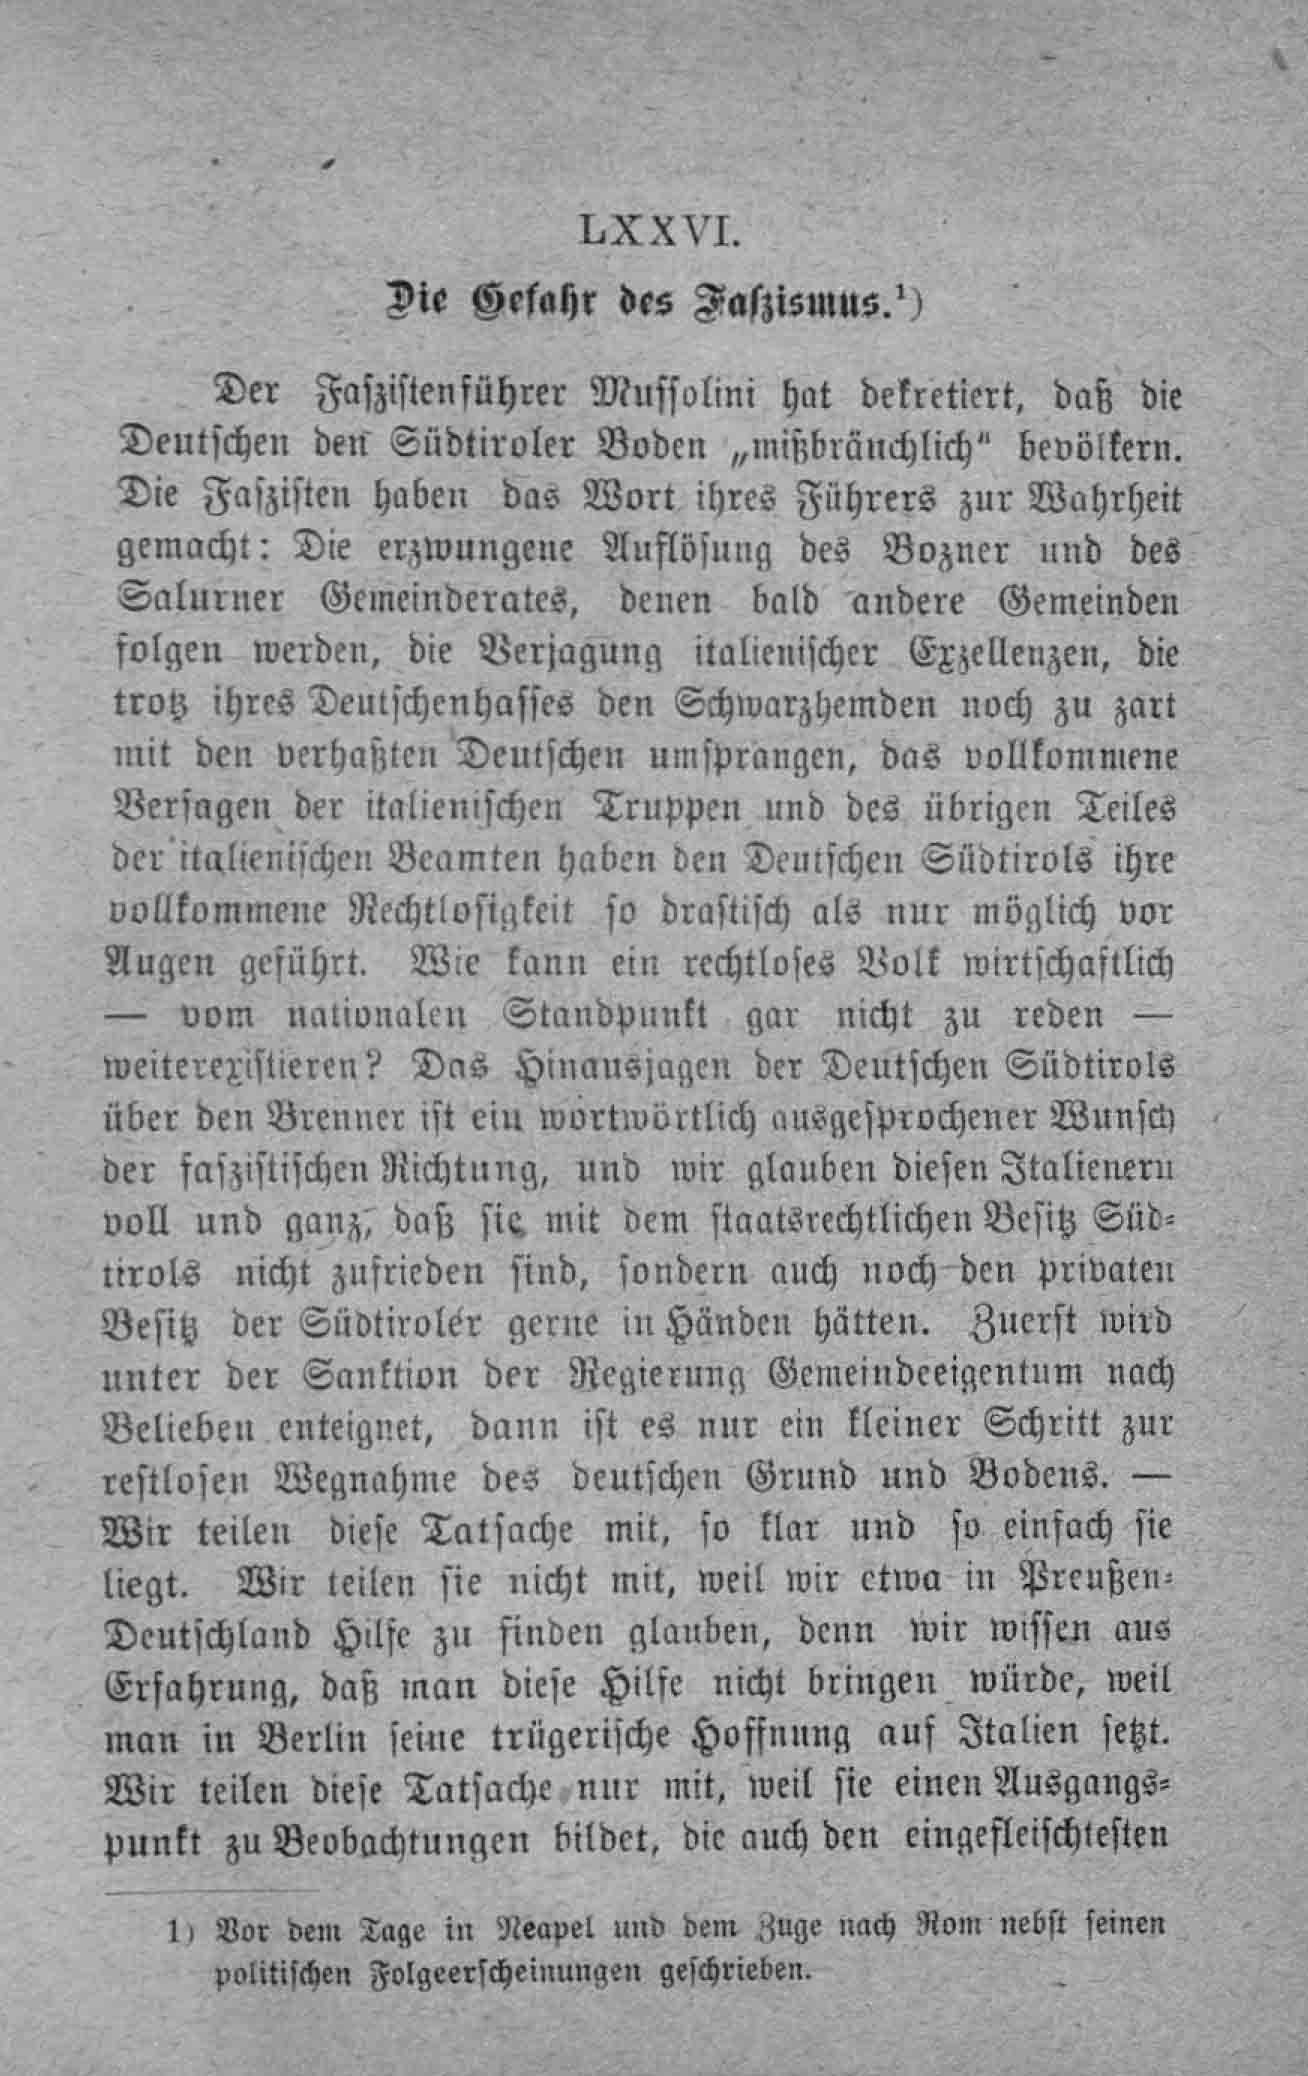 LXXVI.
Die Gefahr des Faszismus.¹)
Der Faszistenführer Mussolini hat dekretiert, daß die
Deutschen den Südtiroler Boden „mißbräuchlich“ bevölkern.
Die Faszisten haben das Wort ihres Führers zur Wahrheit
gemacht: Die erzwungene Auflösung des Bozner und des
Salurner Gemeinderates, denen bald andere Gemeinden
folgen werden, die Verjagung italienischer Exzellenzen, die
trotz ihres Deutschenhasses den Schwarzhemden noch zu zart
mit den verhaßten Deutschen umsprangen, das vollkommene
Versagen der italienischen Truppen und des übrigen Teiles
der italienischen Beamten haben den Deutschen Südtirols ihre
vollkommene Rechtlosigkeit so drastisch als nur möglich vor
Augen geführt. Wie kann ein rechtloses Volk wirtschaftlich
— vom nationalen Standpunkt gar nicht zu reden —
weiterexistieren? Das Hinausjagen der Deutschen Südtirols
über den Brenner ist ein wortwörtlich ausgesprochener Wunsch
der faszistischen Richtung, und wir glauben diesen Italienern
voll und ganz, daß sie mit dem staatsrechtlichen Besitz Süd-
tirols nicht zufrieden sind, sondern auch noch den privaten
Besitz der Südtiroler gerne in Händen hätten. Zuerst wird
unter der Sanktion der Regierung Gemeindeeigentum nach
Belieben enteignet, dann ist es nur ein kleiner Schritt zur
restlosen Wegnahme des deutschen Grund und Bodens. —
Wir teilen diese Tatsache mit, so klar und so einfach sie
liegt. Wir teilen sie nicht mit, weil wir etwa in Preußen-
Deutschland Hilfe zu finden glauben, denn wir wissen aus
Erfahrung, daß man diese Hilfe nicht bringen würde, weil
man in Berlin seine trügerische Hoffnung auf Italien setzt.
Wir teilen diese Tatsache nur mit, weil sie einen Ausgangs-
punkt zu Beobachtungen bildet, die auch den eingefleischtesten
1) Vor dem Tage in Neapel und dem Zuge nach Rom nebst seinen
politischen Folgeerscheinungen geschrieben.